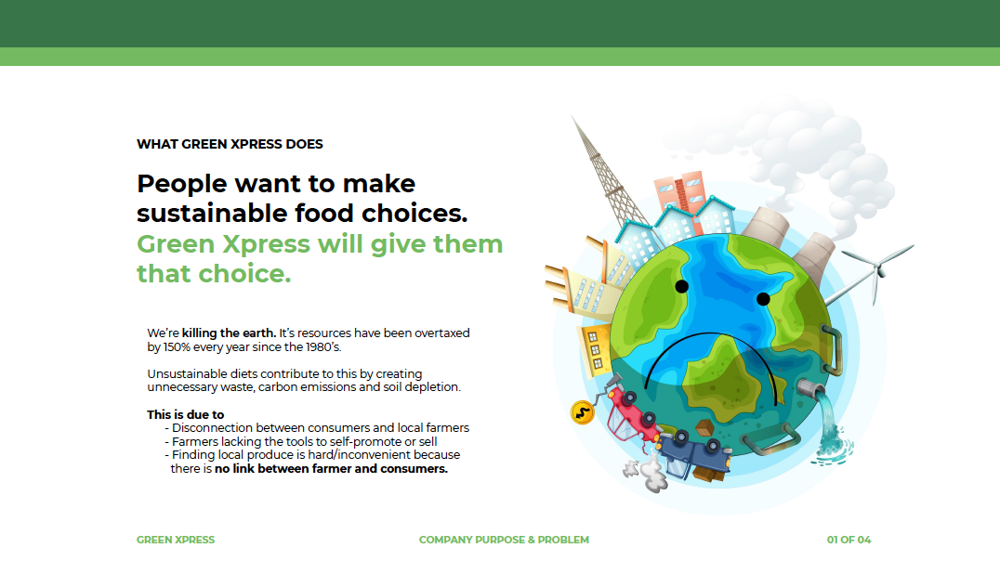 WHAT GREEN XPRESS DOES
People want to make
sustainable food choices.
Green Xpress will give them
that choice.
We're killing the earth. It's resources have been overtaxed
by 150% every year since the 1980's.
Unsustainable diets contribute to this by creating
unnecessary waste, carbon emissions and soil depletion.
This is due to
- Disconnection between consumers and local farmers
- Farmers lacking the tools to self-promote or sell
- Finding local produce is hard/inconvenient because
there is no link between farmer and consumers.
GREEN XPRESS
COMPANY PURPOSE & PROBLEM
01 OF 04